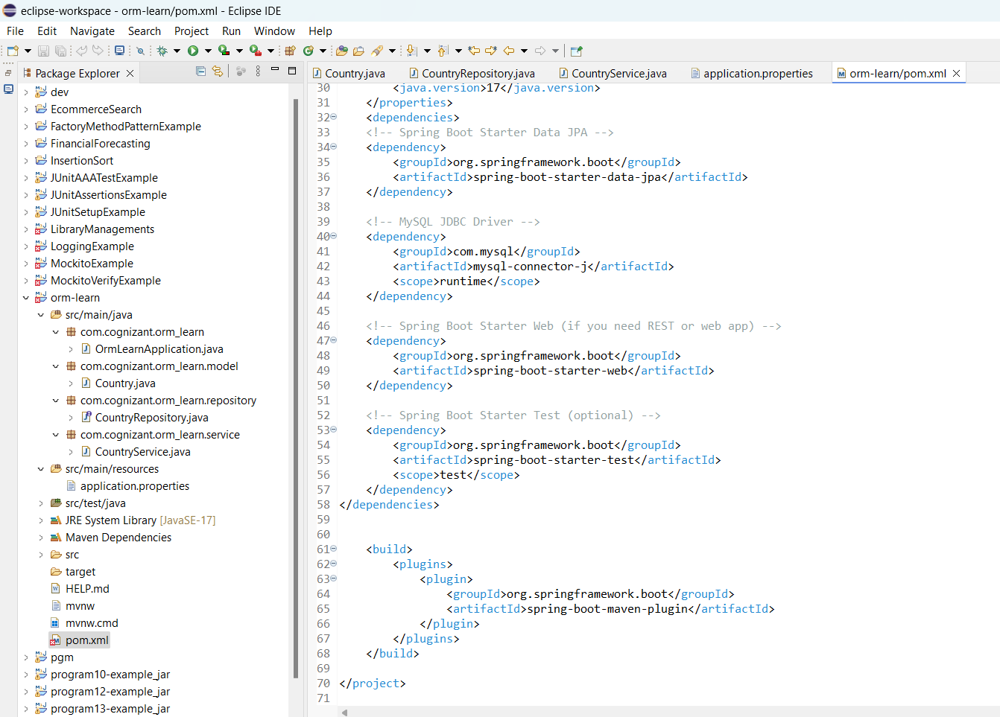 eclipse-workspace - orm-learn/pom.xml - Eclipse IDE
File Edit Navigate Search Project Run Window Help
Package Explorer
dev
EcommerceSearch
FactoryMethodPatternExample
FinancialForecasting
InsertionSort
JUnitAAATestExample
JUnitAssertionsExample
JUnitSetupExample
LibraryManagements
LoggingExample
MockitoExample
MockitoVerifyExample
orm-learn
src/main/java
com.cognizant.orm_learn
OrmLearnApplication.java
com.cognizant.orm_learn.model
Country.java
com.cognizant.orm_learn.repository
CountryRepository.java
com.cognizant.orm_learn.service
CountryService.java
src/main/resources
application.properties
src/test/java
JRE System Library [JavaSE-17]
Maven Dependencies
src
target
HELP.md
mvnw
mvnw.cmd
pom.xml
pgm
program10-example_jar
program12-example_jar
program13-example_jar
Country.java CountryRepository.java CountryService.java application.properties orm-learn/pom.xml
30 <java.version>17</java.version>
31 </properties>
32 <dependencies>
33 <!-- Spring Boot Starter Data JPA -->
34 <dependency>
35 <groupId>org.springframework.boot</groupId>
36 <artifactId>spring-boot-starter-data-jpa</artifactId>
37 </dependency>
38
39 <!-- MySQL JDBC Driver -->
40 <dependency>
41 <groupId>com.mysql</groupId>
42 <artifactId>mysql-connector-j</artifactId>
43 <scope>runtime</scope>
44 </dependency>
45
46 <!-- Spring Boot Starter Web (if you need REST or web app) -->
47 <dependency>
48 <groupId>org.springframework.boot</groupId>
49 <artifactId>spring-boot-starter-web</artifactId>
50 </dependency>
51
52 <!-- Spring Boot Starter Test (optional) -->
53 <dependency>
54 <groupId>org.springframework.boot</groupId>
55 <artifactId>spring-boot-starter-test</artifactId>
56 <scope>test</scope>
57 </dependency>
58 </dependencies>
59
60
61 <build>
62 <plugins>
63 <plugin>
64 <groupId>org.springframework.boot</groupId>
65 <artifactId>spring-boot-maven-plugin</artifactId>
66 </plugin>
67 </plugins>
68 </build>
69
70 </project>
71